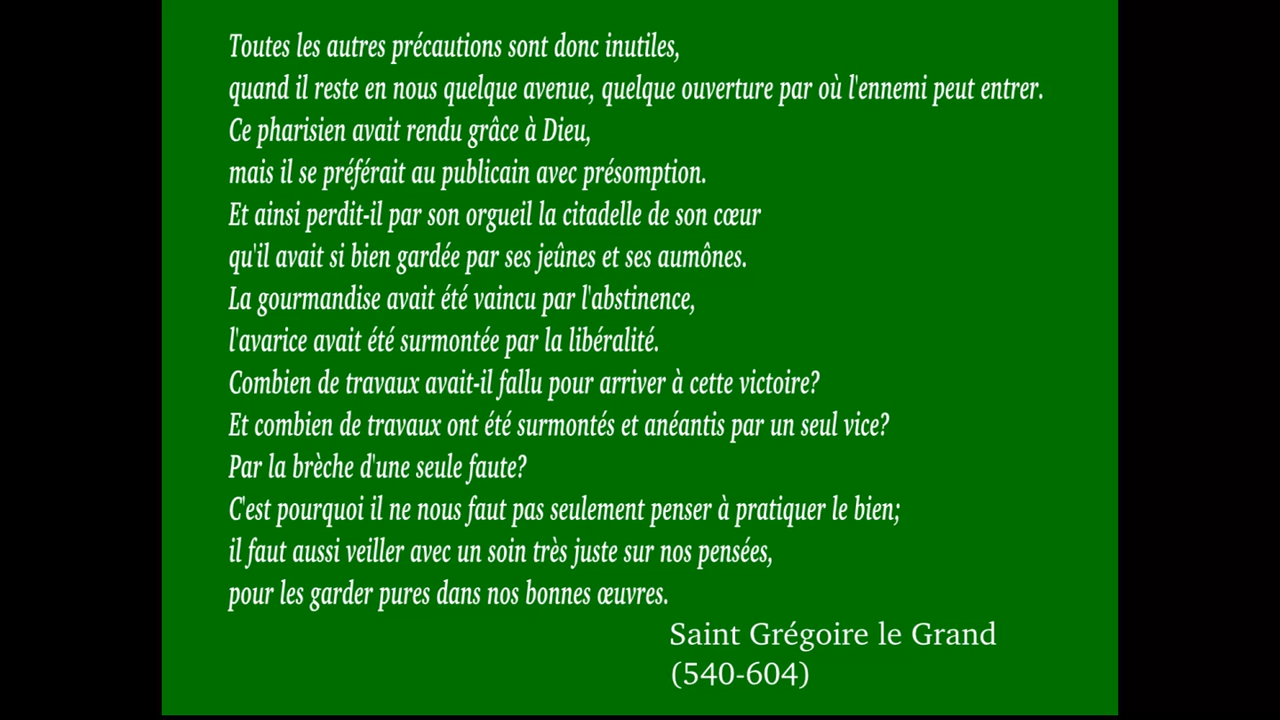 Toutes les autres précautions sont donc inutiles,
quand il reste en nous quelque avenue, quelque ouverture par où l'ennemi peut entrer.
Ce pharisien avait rendu grâce à Dieu,
mais il se préférait au publicain avec présomption.
Et ainsi perdit-il par son orgueil la citadelle de son cœur
qu'il avait si bien gardée par ses jeûnes et ses aumônes.
La gourmandise avait été vaincu par l'abstinence,
l'avarice avait été surmontée par la libéralité.
Combien de travaux avait-il fallu pour arriver à cette victoire?
Et combien de travaux ont été surmontés et anéantis par un seul vice?
Par la brèche d'une seule faute?
C'est pourquoi il ne nous faut pas seulement penser à pratiquer le bien;
il faut aussi veiller avec un soin très juste sur nos pensées,
pour les garder pures dans nos bonnes œuvres.
Saint Grégoire le Grand
(540-604)